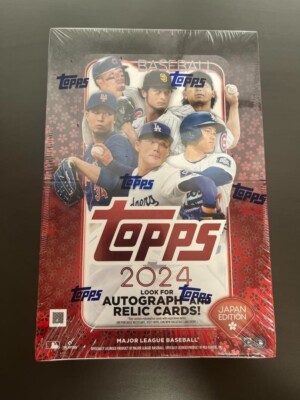 BASEBALL
TOPPS
TOPPS
TOPPS
TOPPS
TOPPS
TOPPS
2024
LOOK FOR
AUTOGRAPH AND
RELIC CARDS!
TOPPS
TOPPS
JAPAN
EDITION
MAJOR LEAGUE BASEBALL